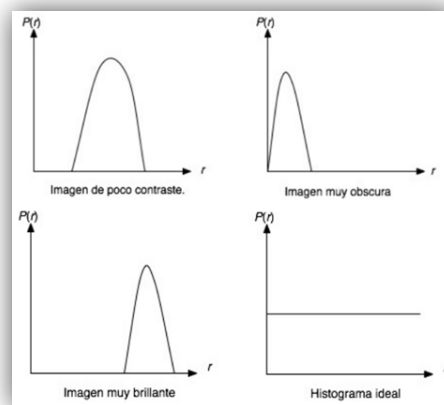 P(r)
r
Imagen de poco contraste.
P(r)
r
Imagen muy obscura
P(r)
r
Imagen muy brillante
P(r)
Histograma ideal